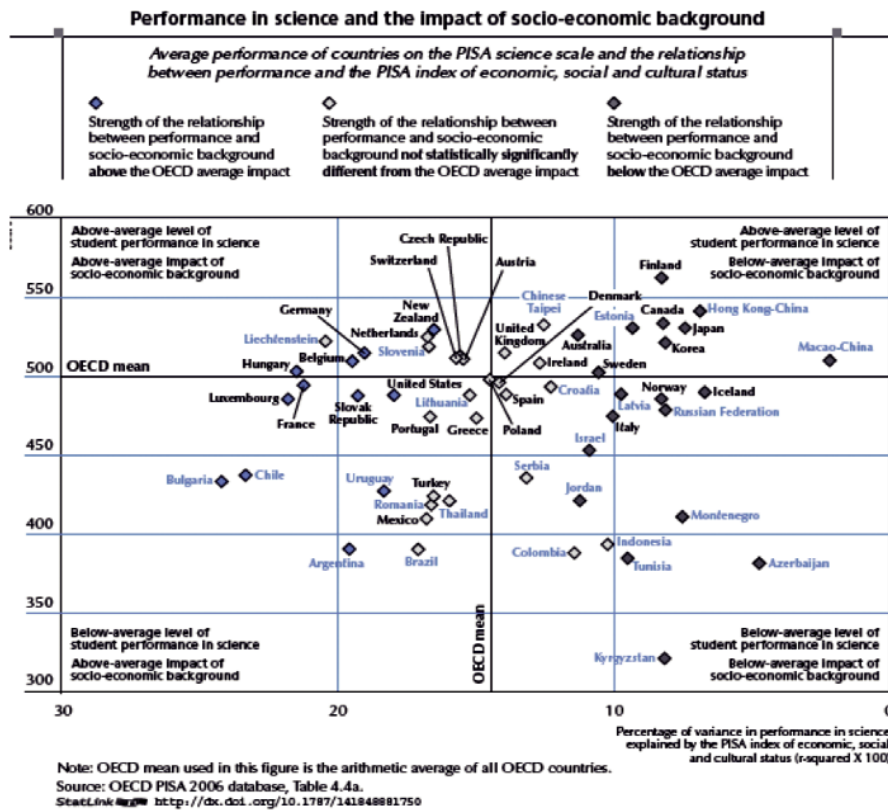 Performance in science and the impact of socio-economic background
Average performance of countries on the PISA science scale and the relationship
between performance and the PISA index of economic, social and cultural status
Strength of the relationship
between performance and
socio-economic background
above the OECD average impact
Strength of the relationship between
performance and socio-economic
background not statistically significantly
different from the OECD average impact
Strength of the relationship
between performance and
socio-economic background
below the OECD average impact
600
Above-average level of
student performance in science
Above-average impact of
socio-economic background
Above-average level of
student performance in science
Below-average impact of
socio-economic background
Czech Republic
Switzerland
Austria
Finland
550
Germany
New
Zealand
Chinese
Taipei
Denmark
Estonia
Canada
Hong Kong-China
Liechtenstein
Netherlands
United
Kingdom
Japan
Belgium
Slovenia
Australia
Korea
Macao-China
OECD mean
Hungary
Ireland
Sweden
500
Luxembourg
France
Slovak
Republic
United States
Lithuania
Portugal
Greece
Spain
Poland
Croatia
Latvia
Italy
Norway
Iceland
Russian Federation
450
Israel
Bulgaria
Chile
Uruguay
Turkey
Romania
Mexico
Thailand
Serbia
Jordan
Montenegro
400
Argentina
Brazil
Colombia
Indonesia
Tunisia
Azerbaijan
350
Below-average level of
student performance in science
Above-average impact of
socio-economic background
OECD mean
Kyrgyzstan
Below-average level of
student performance in science
Below-average impact of
socio-economic background
300
30
20
10
0
Percentage of variance in performance in science
explained by the PISA index of economic, social
and cultural status (r-squared X 100)
Note: OECD mean used in this figure is the arithmetic average of all OECD countries.
Source: OECD PISA 2006 database, Table 4.4a.
StatLink http://dx.doi.org/10.1787/141848881750